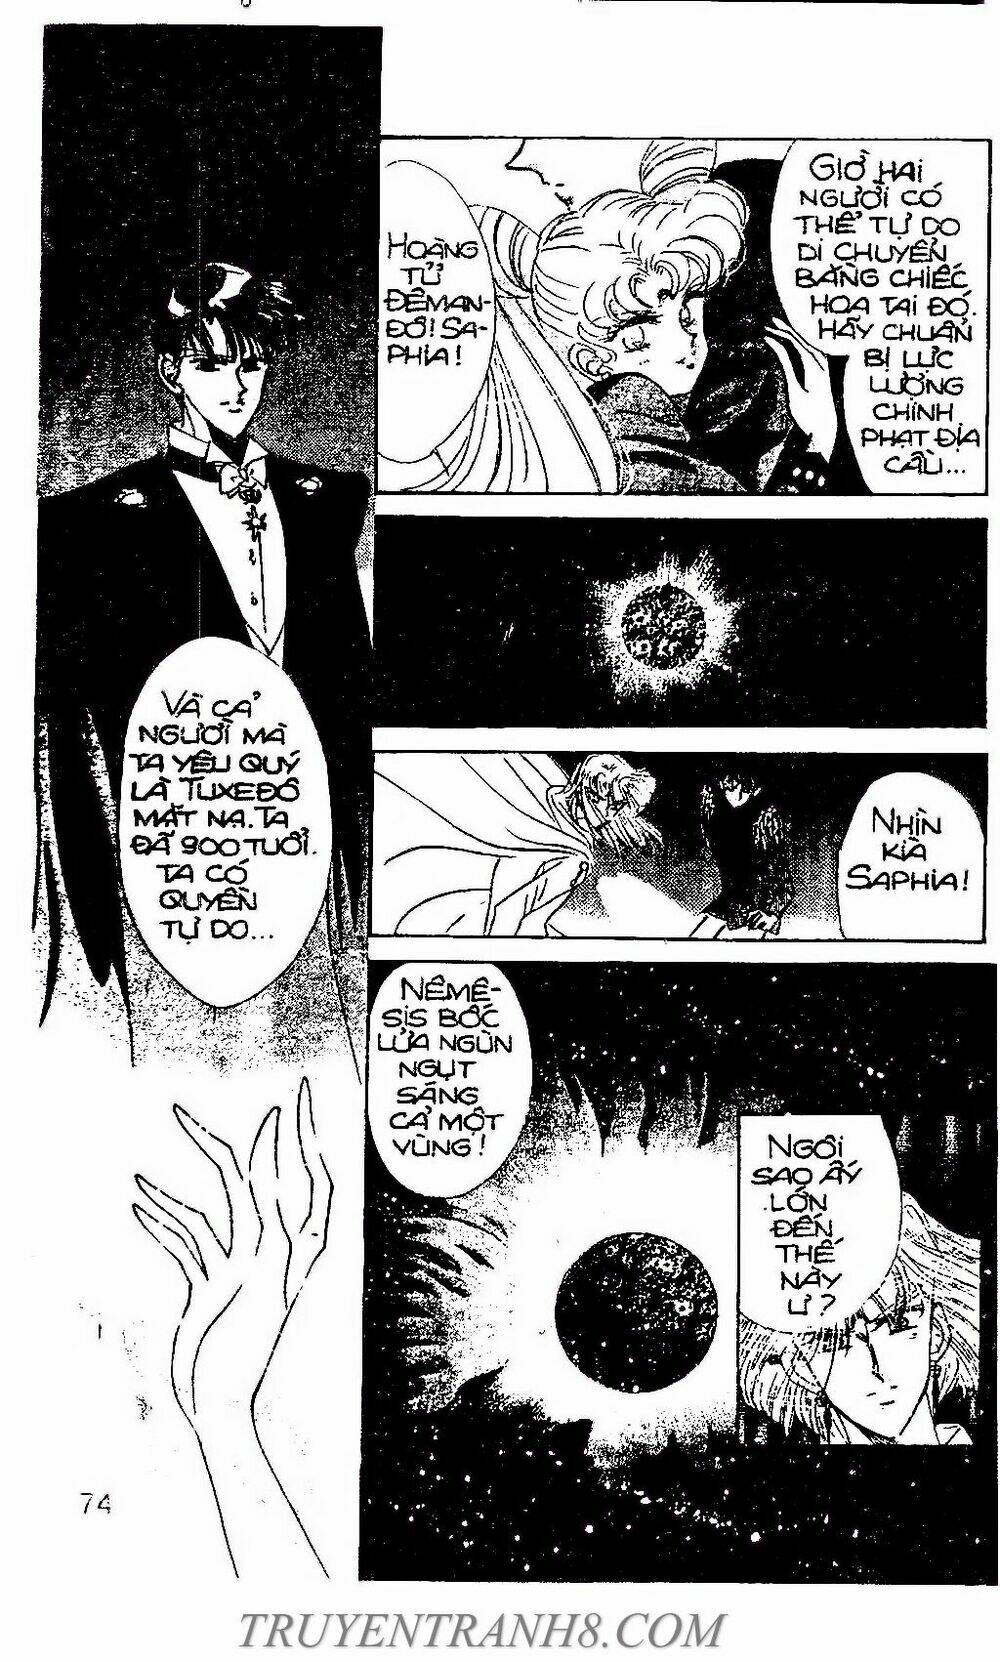 GIỜ HAI
NGƯỜI CÓ
THỂ TỰ DO
DI CHUYỂN
BẰNG CHIẾC
HOA TAI ĐÓ.
HÃY CHUẨN
BỊ LỰC
LƯỢNG
CHINH
PHẠT ĐỊA
CẦU...
HOÀNG
TỬ
ĐÊMAN-
ĐÔ! SA-
PHIA!
VÀ CẢ
NGƯỜI MÀ
TA YÊU QUÝ
LÀ TUXEĐÔ
MẶT NẠ. TA
ĐÃ 900 TUỔI.
TA CÓ
QUYỀN
TỰ DO...
NHÌN
KÌA
SAPHIA!
NÊMÊ-
SIS BỐC
LỬA NGÙN
NGỤT
SÁNG
CẢ MỘT
VÙNG!
NGÔI
SAO ẤY
LỚN
ĐẾN
THẾ
NÀY
Ư?
74
TRUYENTRANH8.COM